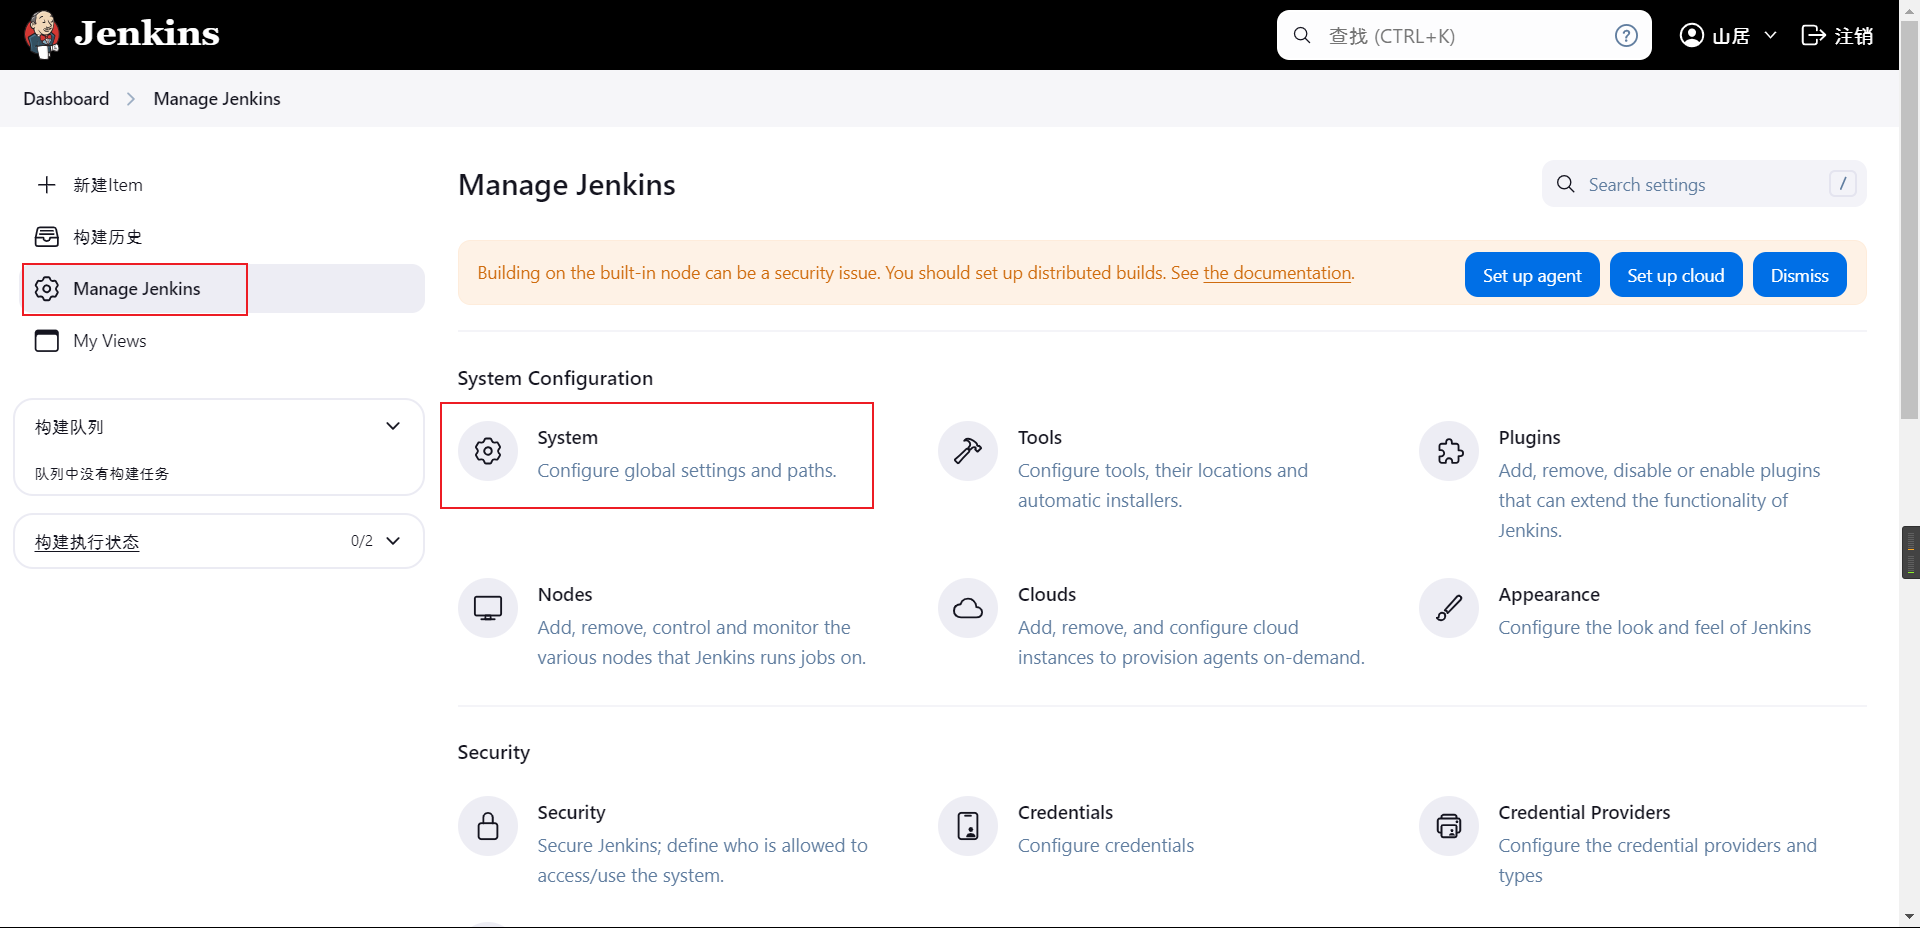 Jenkins
查找 (CTRL+K)
?
山居
注销
Dashboard
Manage Jenkins
新建Item
构建历史
Manage Jenkins
My Views
构建队列
队列中没有构建任务
构建执行状态
0/2
Manage Jenkins
Search settings
/
Building on the built-in node can be a security issue. You should set up distributed builds. See the documentation.
Set up agent
Set up cloud
Dismiss
System Configuration
System
Configure global settings and paths.
Tools
Configure tools, their locations and
automatic installers.
Plugins
Add, remove, disable or enable plugins
that can extend the functionality of
Jenkins.
Nodes
Add, remove, control and monitor the
various nodes that Jenkins runs jobs on.
Clouds
Add, remove, and configure cloud
instances to provision agents on-demand.
Appearance
Configure the look and feel of Jenkins
Security
Security
Secure Jenkins; define who is allowed to
access/use the system.
Credentials
Configure credentials
Credential Providers
Configure the credential providers and
types